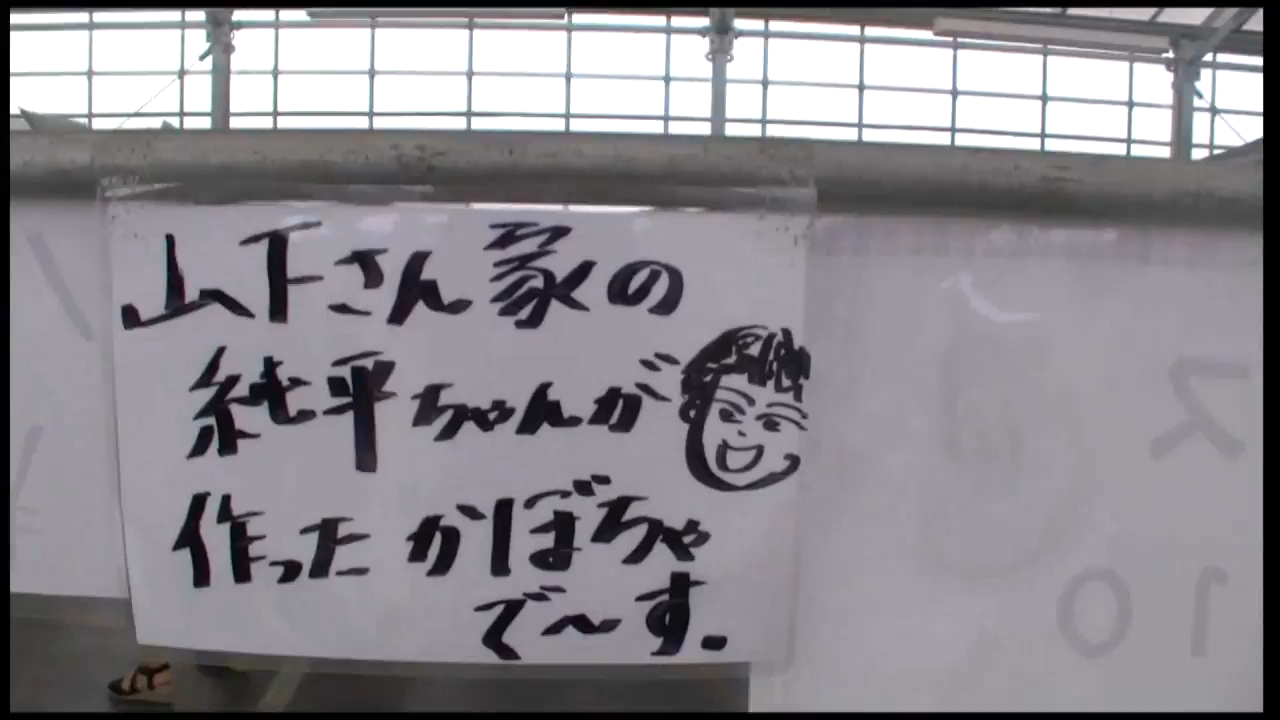 山下さん家の
純平ちゃんが
作ったかぼちゃ
で〜す.